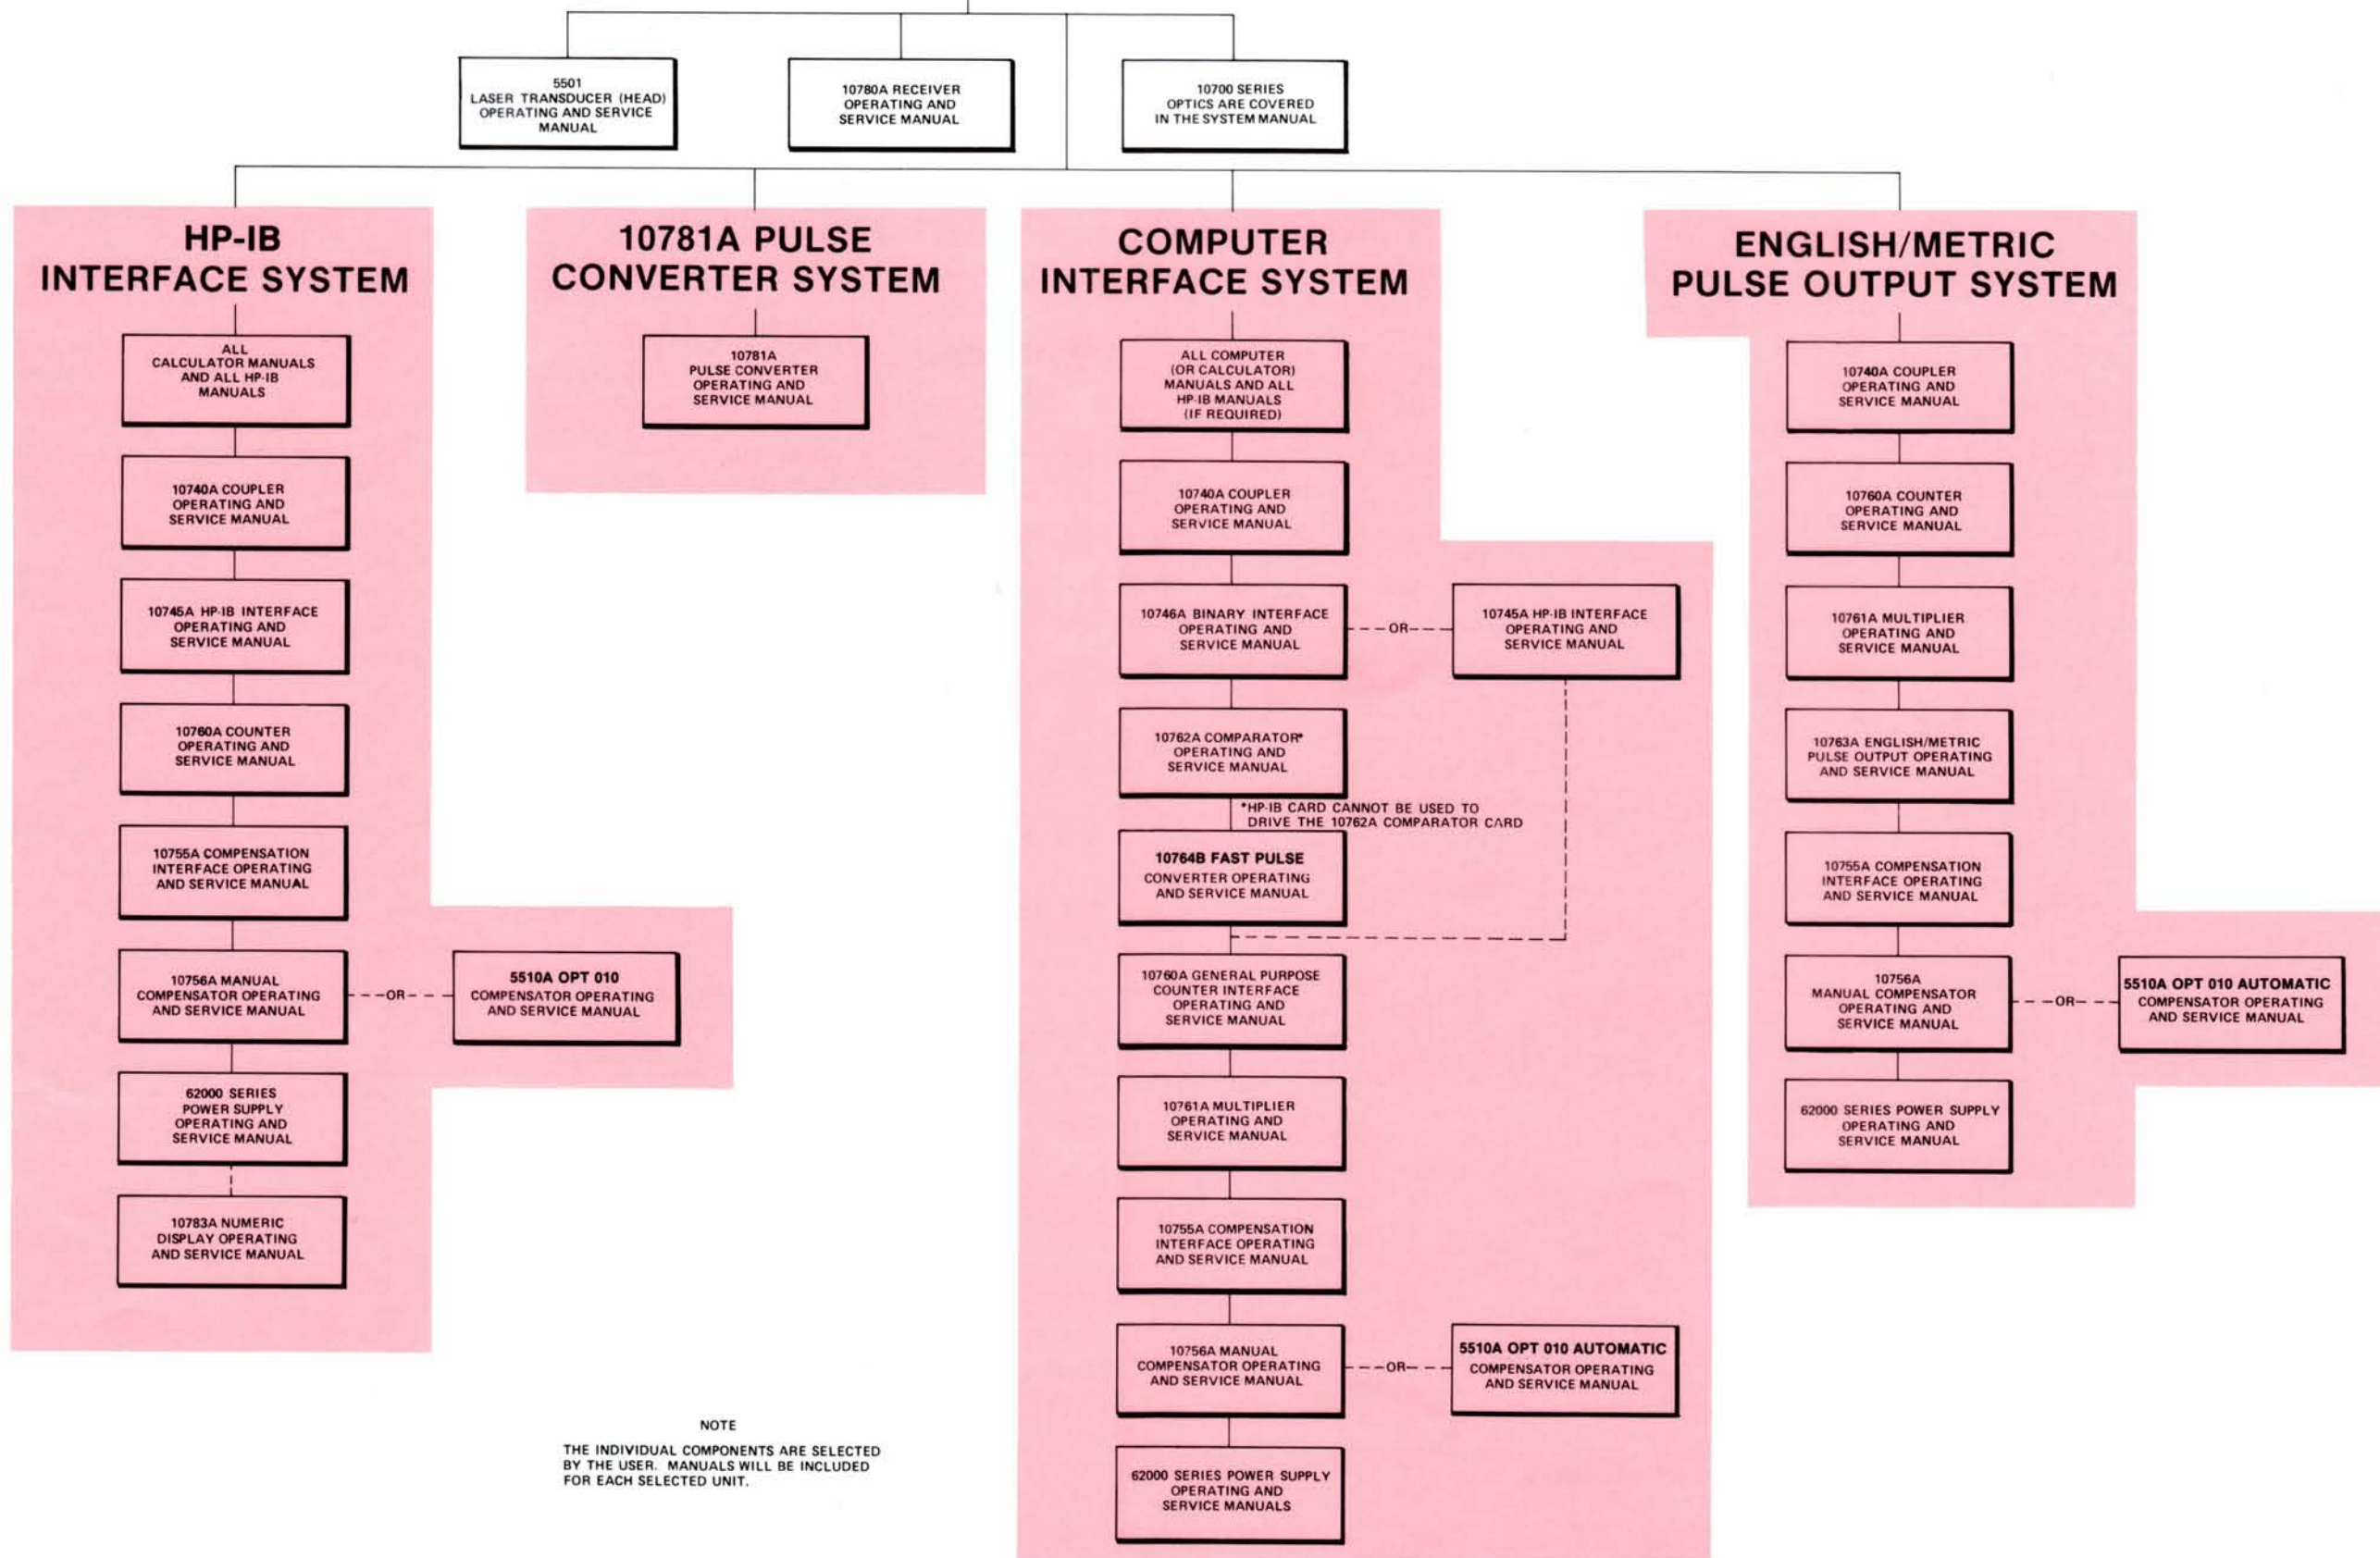 5501
LASER TRANSDUCER (HEAD)
OPERATING AND SERVICE
MANUAL
10780A RECEIVER
OPERATING AND
SERVICE MANUAL
10700 SERIES
OPTICS ARE COVERED
IN THE SYSTEM MANUAL
HP-IB
INTERFACE SYSTEM
ALL
CALCULATOR MANUALS
AND ALL HP-IB
MANUALS
10740A COUPLER
OPERATING AND
SERVICE MANUAL
10745A HP-IB INTERFACE
OPERATING AND
SERVICE MANUAL
10760A COUNTER
OPERATING AND
SERVICE MANUAL
10755A COMPENSATION
INTERFACE OPERATING
AND SERVICE MANUAL
10756A MANUAL
COMPENSATOR OPERATING
AND SERVICE MANUAL
OR
5510A OPT 010
COMPENSATOR OPERATING
AND SERVICE MANUAL
62000 SERIES
POWER SUPPLY
OPERATING AND
SERVICE MANUAL
10783A NUMERIC
DISPLAY OPERATING
AND SERVICE MANUAL
10781A PULSE
CONVERTER SYSTEM
10781A
PULSE CONVERTER
OPERATING AND
SERVICE MANUAL
COMPUTER
INTERFACE SYSTEM
ALL COMPUTER
(OR CALCULATOR)
MANUALS AND ALL
HP-IB MANUALS
(IF REQUIRED)
10740A COUPLER
OPERATING AND
SERVICE MANUAL
10746A BINARY INTERFACE
OPERATING AND
SERVICE MANUAL
OR
10745A HP-IB INTERFACE
OPERATING AND
SERVICE MANUAL
10762A COMPARATOR*
OPERATING AND
SERVICE MANUAL
*HP-IB CARD CANNOT BE USED TO
DRIVE THE 10762A COMPARATOR CARD
10764B FAST PULSE
CONVERTER OPERATING
AND SERVICE MANUAL
10760A GENERAL PURPOSE
COUNTER INTERFACE
OPERATING AND
SERVICE MANUAL
10761A MULTIPLIER
OPERATING AND
SERVICE MANUAL
10755A COMPENSATION
INTERFACE OPERATING
AND SERVICE MANUAL
10756A MANUAL
COMPENSATOR OPERATING
AND SERVICE MANUAL
OR
5510A OPT 010 AUTOMATIC
COMPENSATOR OPERATING
AND SERVICE MANUAL
62000 SERIES POWER SUPPLY
OPERATING AND
SERVICE MANUALS
ENGLISH/METRIC
PULSE OUTPUT SYSTEM
10740A COUPLER
OPERATING AND
SERVICE MANUAL
10760A COUNTER
OPERATING AND
SERVICE MANUAL
10761A MULTIPLIER
OPERATING AND
SERVICE MANUAL
10763A ENGLISH/METRIC
PULSE OUTPUT OPERATING
AND SERVICE MANUAL
10755A COMPENSATION
INTERFACE OPERATING
AND SERVICE MANUAL
10756A
MANUAL COMPENSATOR
OPERATING AND
SERVICE MANUAL
OR
5510A OPT 010 AUTOMATIC
COMPENSATOR OPERATING
AND SERVICE MANUAL
62000 SERIES POWER SUPPLY
OPERATING AND
SERVICE MANUAL
NOTE
THE INDIVIDUAL COMPONENTS ARE SELECTED
BY THE USER. MANUALS WILL BE INCLUDED
FOR EACH SELECTED UNIT.